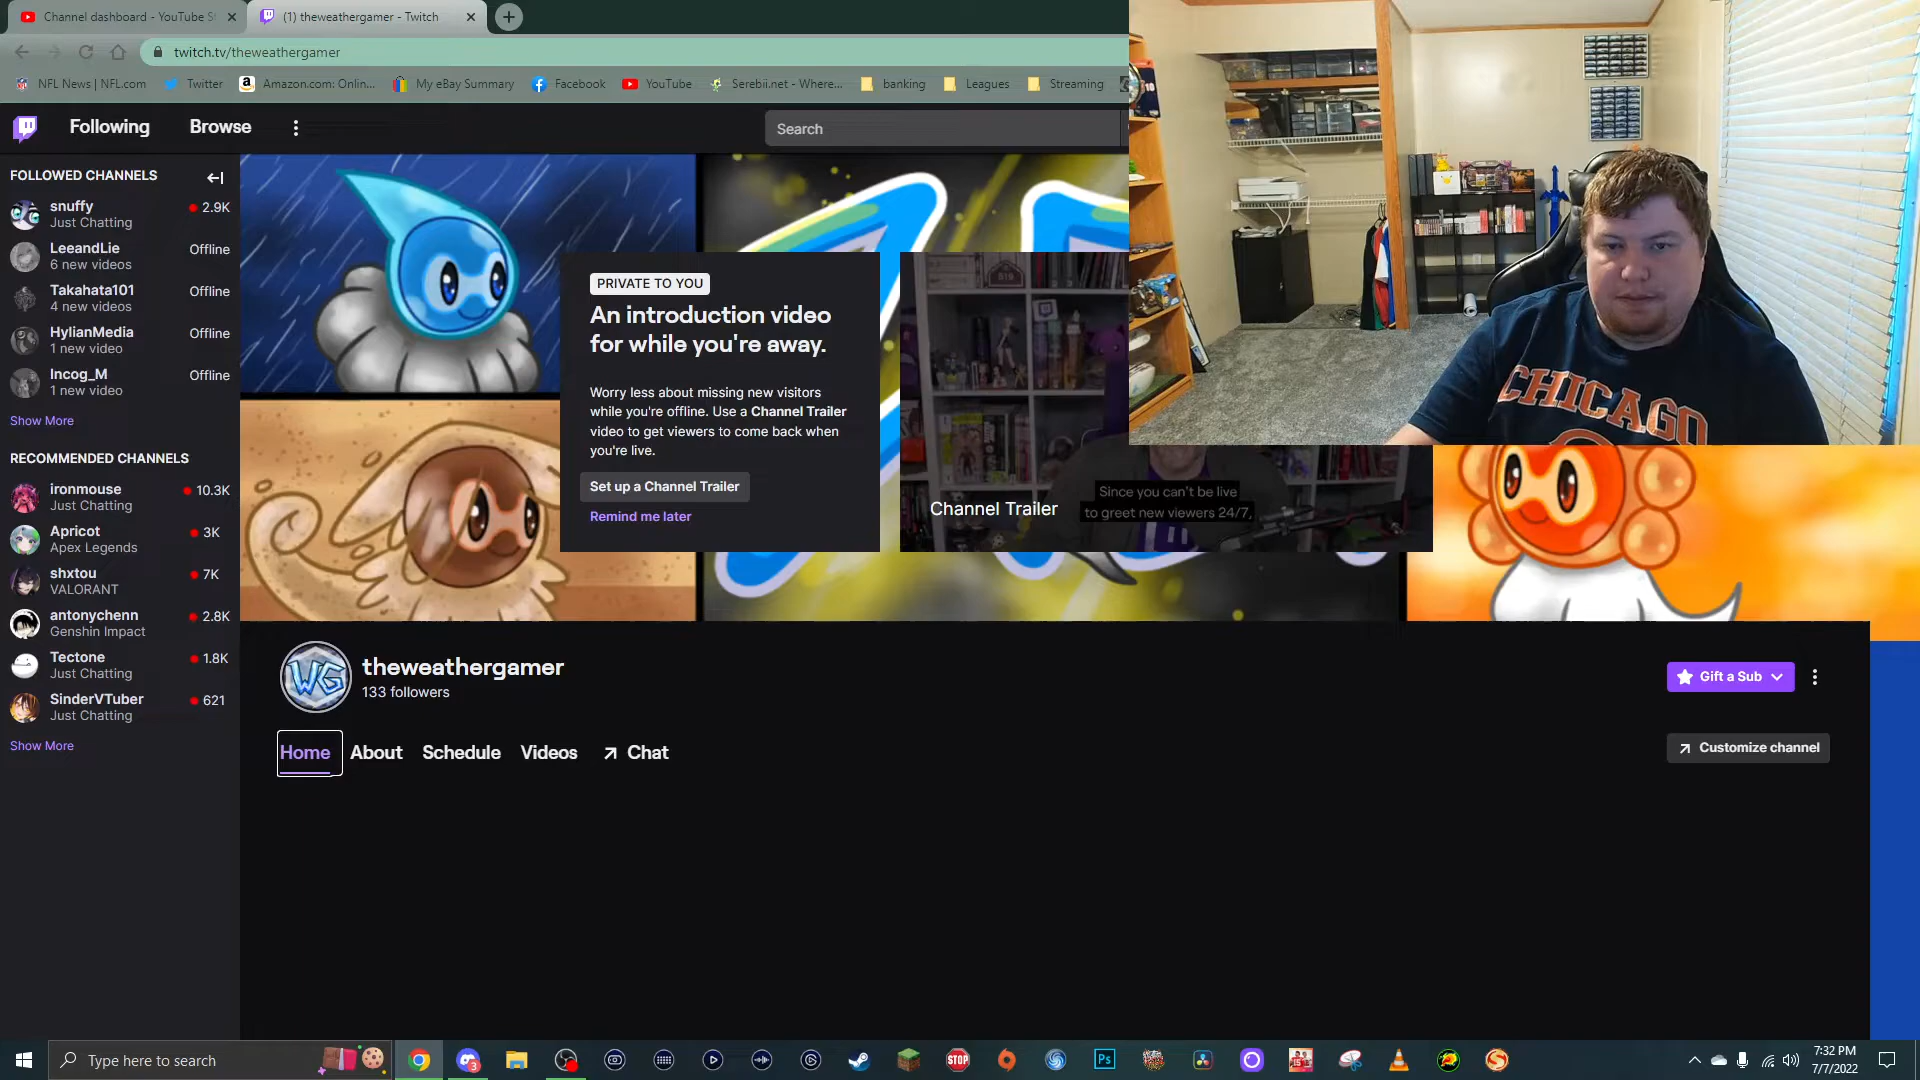 Channel dashboard - YouTube St
(1) theweathergamer - Twitch
twitch.tv/theweathergamer
NFL News | NFL.com
Twitter
Amazon.com: Onlin...
My eBay Summary
Facebook
YouTube
Serebii.net - Where...
banking
Leagues
Streaming
Following
Browse
Search
FOLLOWED CHANNELS
snuffy
2.9K
Just Chatting
LeeandLie
Offline
6 new videos
Takahata101
Offline
4 new videos
HylianMedia
Offline
1 new video
Incog_M
Offline
1 new video
Show More
RECOMMENDED CHANNELS
ironmouse
10.3K
Just Chatting
Apricot
3K
Apex Legends
shxtou
7K
VALORANT
antonychenn
2.8K
Genshin Impact
Tectone
1.8K
Just Chatting
SinderVTuber
621
Just Chatting
Show More
PRIVATE TO YOU
An introduction video
for while you're away.
Worry less about missing new visitors
while you're offline. Use a Channel Trailer
video to get viewers to come back when
you're live.
Set up a Channel Trailer
Remind me later
519
Channel Trailer
Since you can't be live
to greet new viewers 24/7,
CHICAGO
WG
theweathergamer
133 followers
Gift a Sub
Home
About
Schedule
Videos
Chat
Customize channel
Type here to search
3
STOP
Ps
7:32 PM
7/7/2022